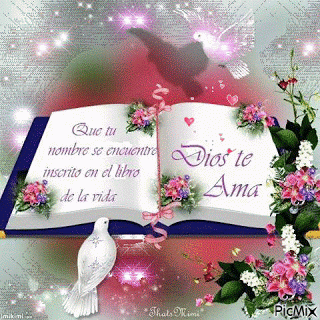 Que tu
nombre se encuentre
inscrito en el libro
de la vida
Dios te
Ama
*ThatsMimi*
PicMix